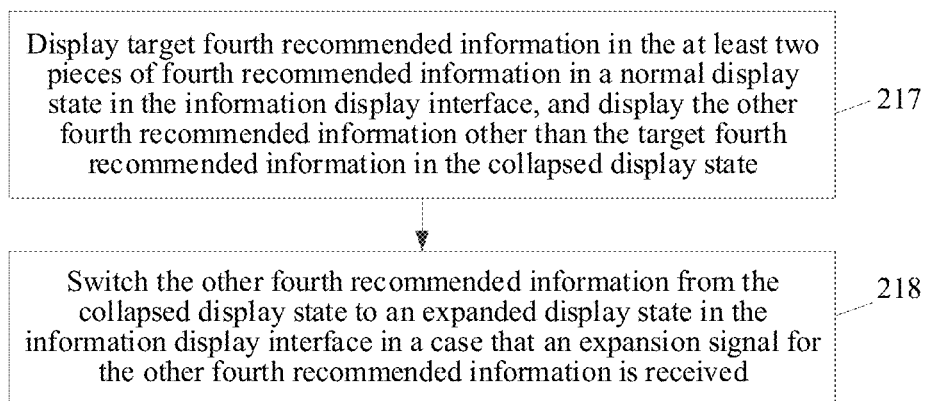 Display target fourth recommended information in the at least two
pieces of fourth recommended information in a normal display
state in the information display interface, and display the other
fourth recommended information other than the target fourth
recommended information in the collapsed display state
217
Switch the other fourth recommended information from the
collapsed display state to an expanded display state in the
information display interface in a case that an expansion signal for
the other fourth recommended information is received
218